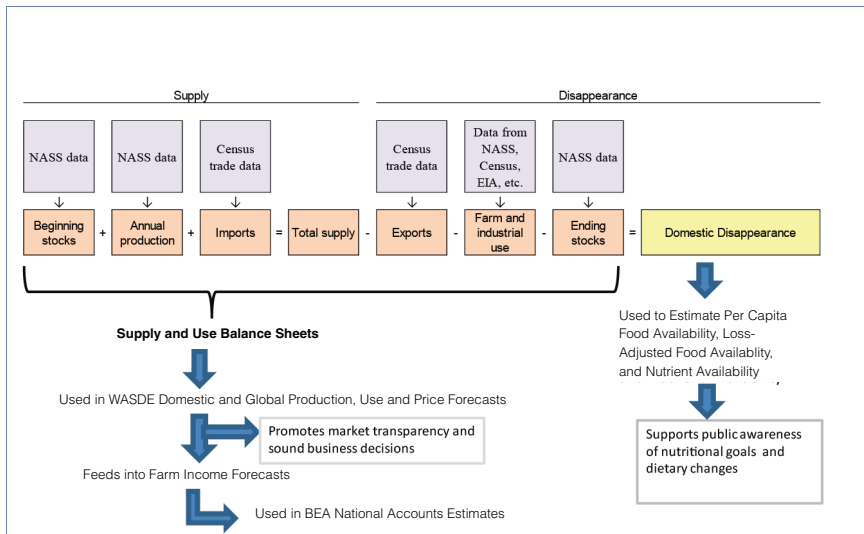 Supply
Disappearance
NASS data
NASS data
Census
trade data
Census
trade data
Data from
NASS,
Census,
EIA, etc.
NASS data
Beginning
stocks
+
Annual
production
+
Imports
=
Total supply
-
Exports
-
Farm and
industrial
use
-
Ending
stocks
=
Domestic Disappearance
Supply and Use Balance Sheets
Used to Estimate Per Capita
Food Availability, Loss-
Adjusted Food Availablity,
and Nutrient Availability
Used in WASDE Domestic and Global Production, Use and Price Forecasts
Promotes market transparency and
sound business decisions
Supports public awareness
of nutritional goals and
dietary changes
Feeds into Farm Income Forecasts
Used in BEA National Accounts Estimates